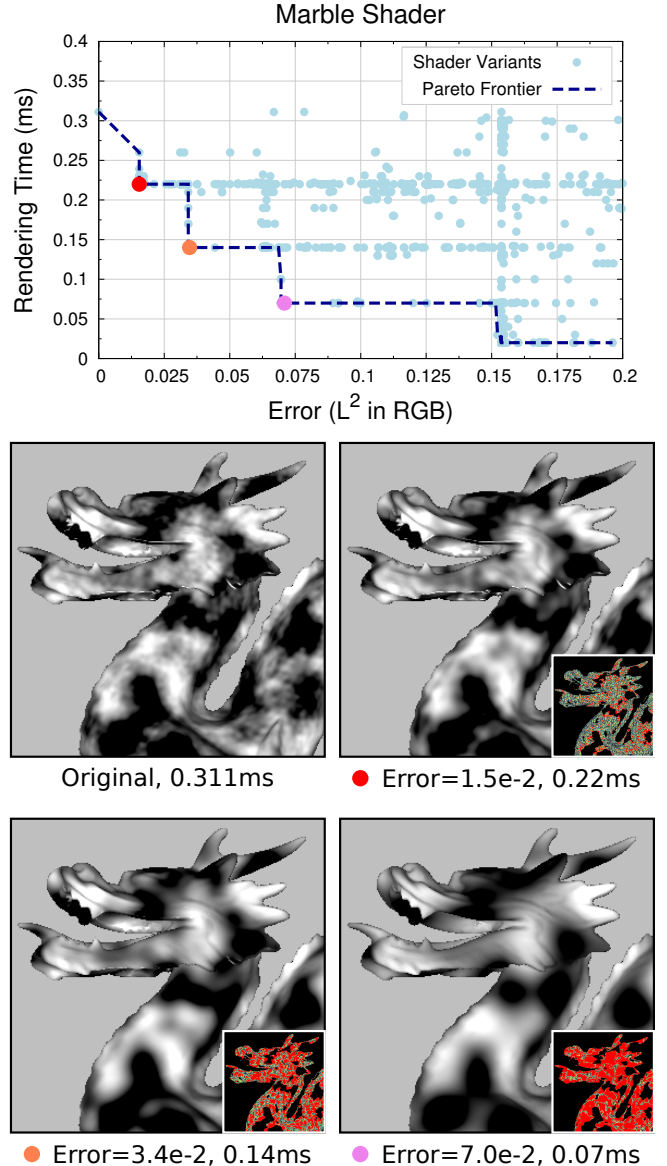 Marble Shader
0.4
0.35
0.3
0.25
0.2
0.15
0.1
0.05
0
Rendering Time (ms)
Shader Variants
Pareto Frontier
0 0.025 0.05 0.075 0.1 0.125 0.15 0.175 0.2
Error (L² in RGB)
Original, 0.311ms
Error=1.5e-2, 0.22ms
Error=3.4e-2, 0.14ms
Error=7.0e-2, 0.07ms